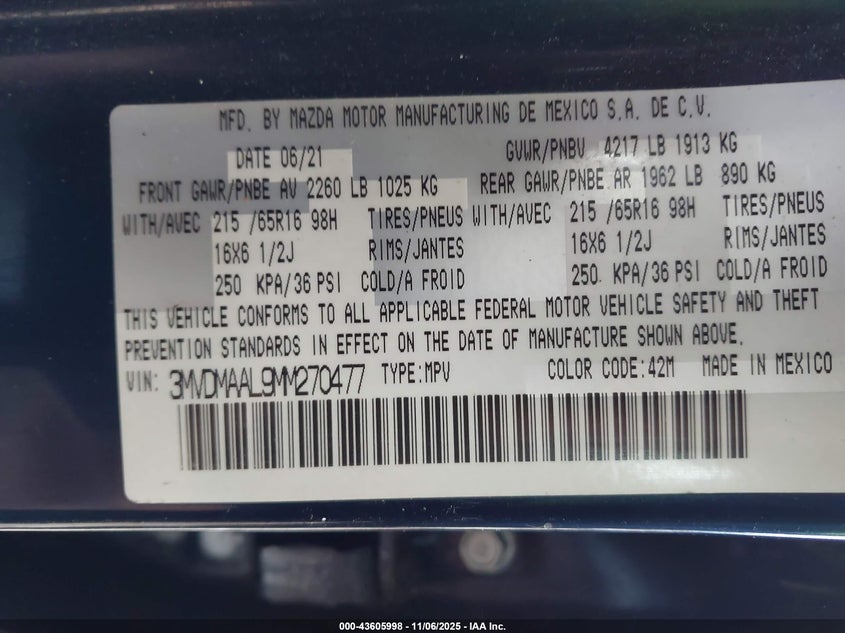 MFD. BY MAZDA MOTOR MANUFACTURING DE MEXICO S.A. DE C.V.
DATE 06/21 GVWR/PNBV 4217 LB 1913 KG
FRONT GAWR/PNBE AV 2260 LB 1025 KG REAR GAWR/PNBE AR 1962 LB 890 KG
WITH/AVEC 215 /65R16 98H TIRES/PNEUS WITH/AVEC 215 /65R16 98H TIRES/PNEUS
16X6 1/2J RIMS/JANTES 16X6 1/2J RIMS/JANTES
250 KPA/36 PSI COLD/A FROID 250 KPA/36 PSI COLD/A FROID
THIS VEHICLE CONFORMS TO ALL APPLICABLE FEDERAL MOTOR VEHICLE SAFETY AND THEFT
PREVENTION STANDARDS IN EFFECT ON THE DATE OF MANUFACTURE SHOWN ABOVE.
VIN: 3MVDMAAL9MM270477 TYPE:MPV COLOR CODE:42M MADE IN MEXICO
000-43605998 - 11/06/2025 - IAA Inc.